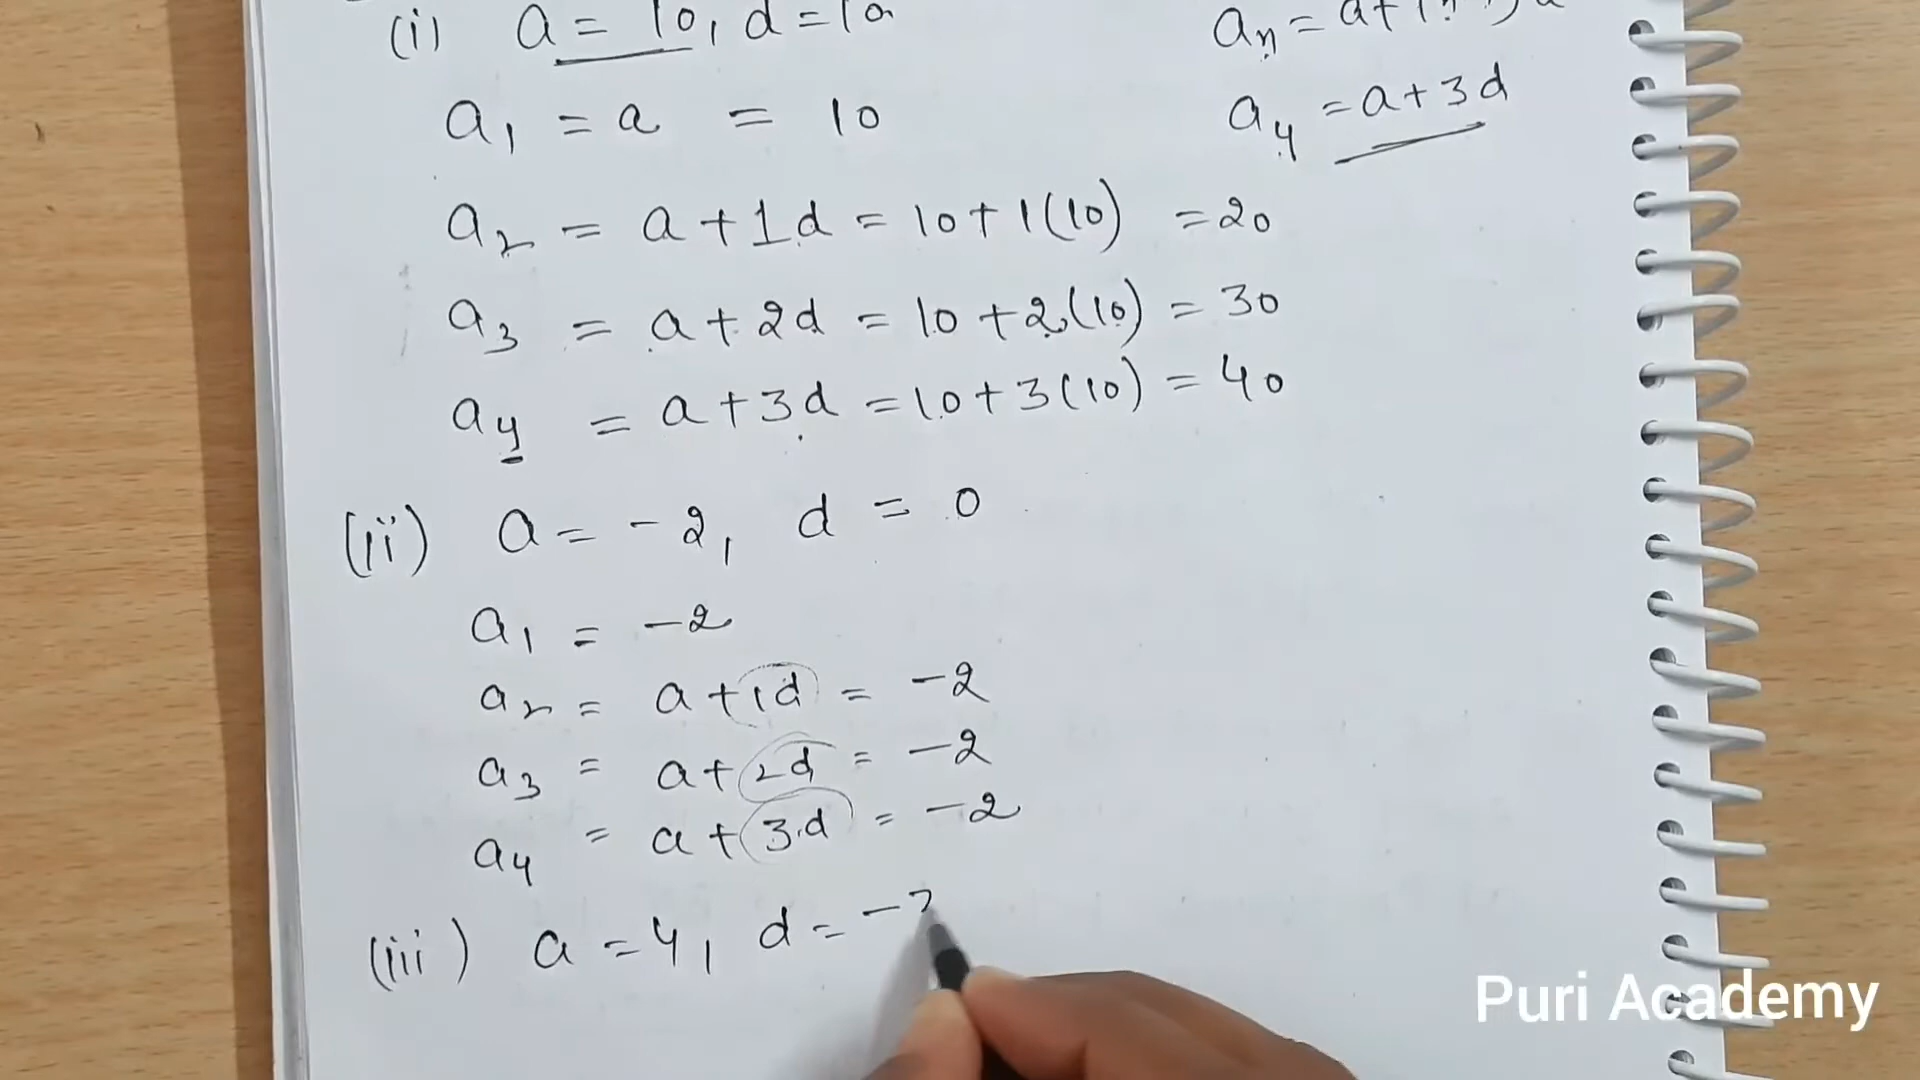 (i) a = 10, d = 10
an = a + (n-1)d
a1 = a = 10
a4 = a + 3d
a2 = a + 1d = 10 + 1(10) = 20
a3 = a + 2d = 10 + 2(10) = 30
a4 = a + 3d = 10 + 3(10) = 40
(ii) a = -2, d = 0
a1 = -2
a2 = a + 1d = -2
a3 = a + 2d = -2
a4 = a + 3d = -2
(iii) a = 4, d = -
Puri Academy